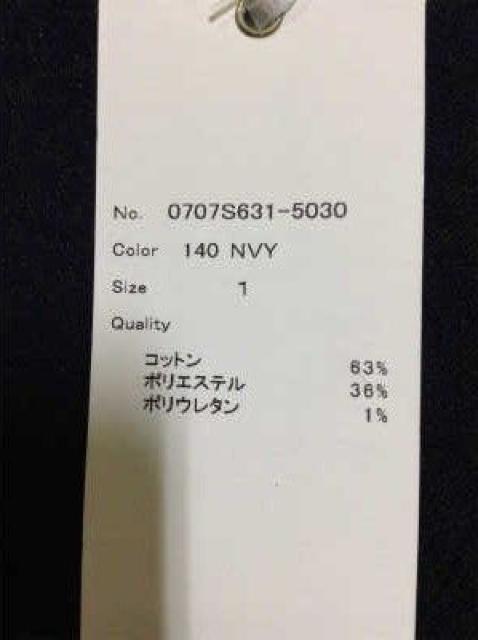 No. 0707S631-5030
Color 140 NVY
Size 1
Quality
コットン 63%
ポリエステル 36%
ポリウレタン 1%